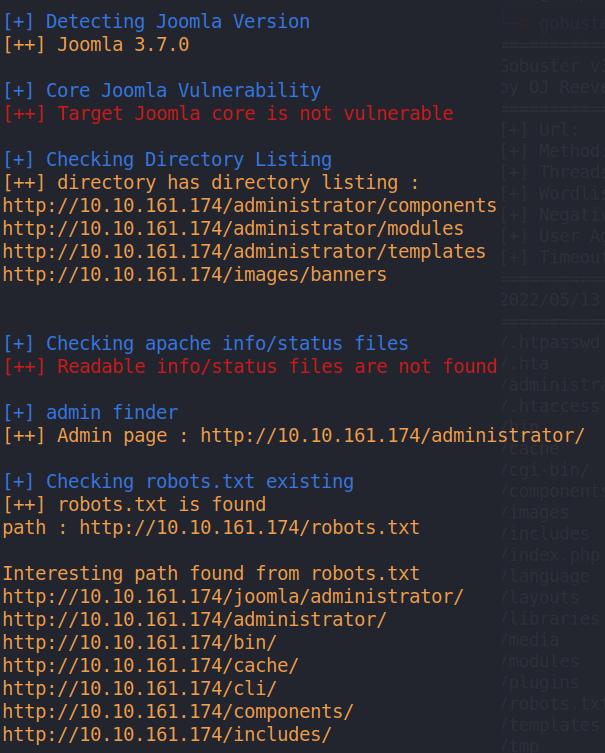 [+] Detecting Joomla Version
[++] Joomla 3.7.0
[+] Core Joomla Vulnerability
[++] Target Joomla core is not vulnerable
[+] Checking Directory Listing
[++] directory has directory listing :
http://10.10.161.174/administrator/components
http://10.10.161.174/administrator/modules
http://10.10.161.174/administrator/templates
http://10.10.161.174/images/banners
[+] Checking apache info/status files
[++] Readable info/status files are not found
[+] admin finder
[++] Admin page : http://10.10.161.174/administrator/
[+] Checking robots.txt existing
[++] robots.txt is found
path : http://10.10.161.174/robots.txt
Interesting path found from robots.txt
http://10.10.161.174/joomla/administrator/
http://10.10.161.174/administrator/
http://10.10.161.174/bin/
http://10.10.161.174/cache/
http://10.10.161.174/cli/
http://10.10.161.174/components/
http://10.10.161.174/includes/
gobuste
Gobuster v
by OJ Reeve
[+] Url:
[+] Method
[+] Thread
[+] Wordli
[+] Negati
[+] User A
[+] Timeou
2022/05/13
/.htpasswd
/.hta
/administra
/.htaccess
/bin
/cache
/cgi-bin/
/components
/images
/includes
/index.php
/language
/layouts
/libraries
/media
/modules
/plugins
/robots.tx
/templates
/tmp